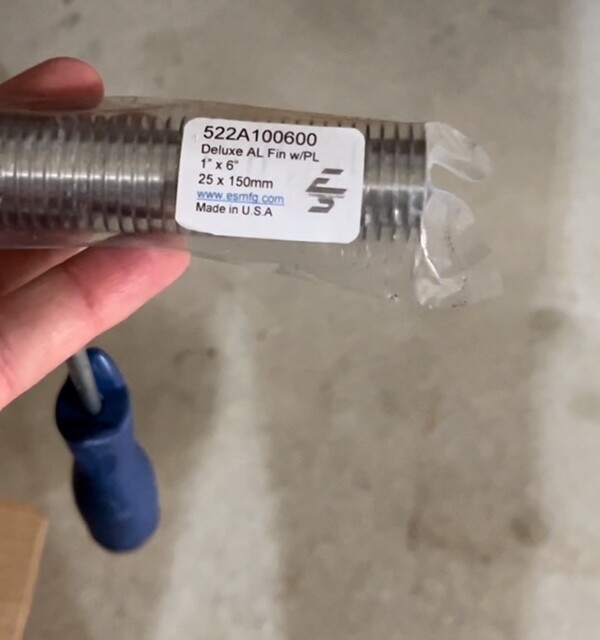 522A100600
Deluxe AL Fin w/PL
1" x 6"
25 x 150mm
www.esmfg.com
Made in U.S.A